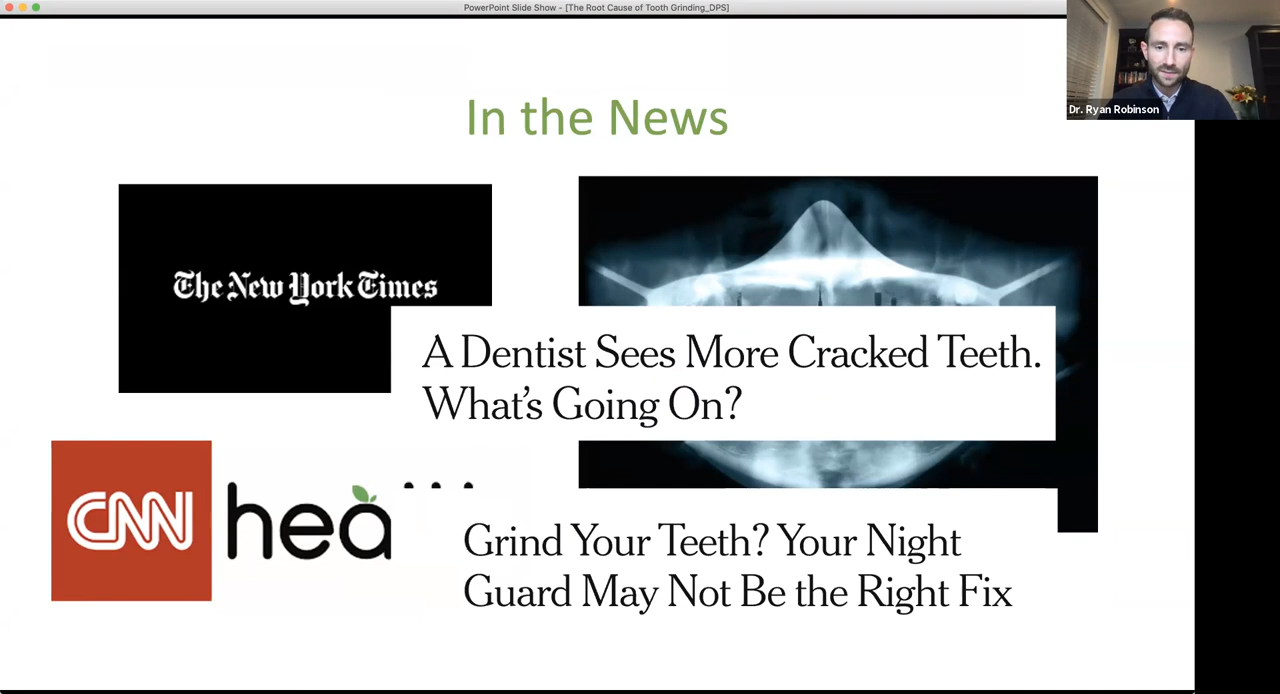 PowerPoint Slide Show - [The Root Cause of Tooth Grinding_DPS]
Dr. Ryan Robinson
In the News
The New York Times
A Dentist Sees More Cracked Teeth.
What's Going On?
CNN hea
Grind Your Teeth? Your Night
Guard May Not Be the Right Fix